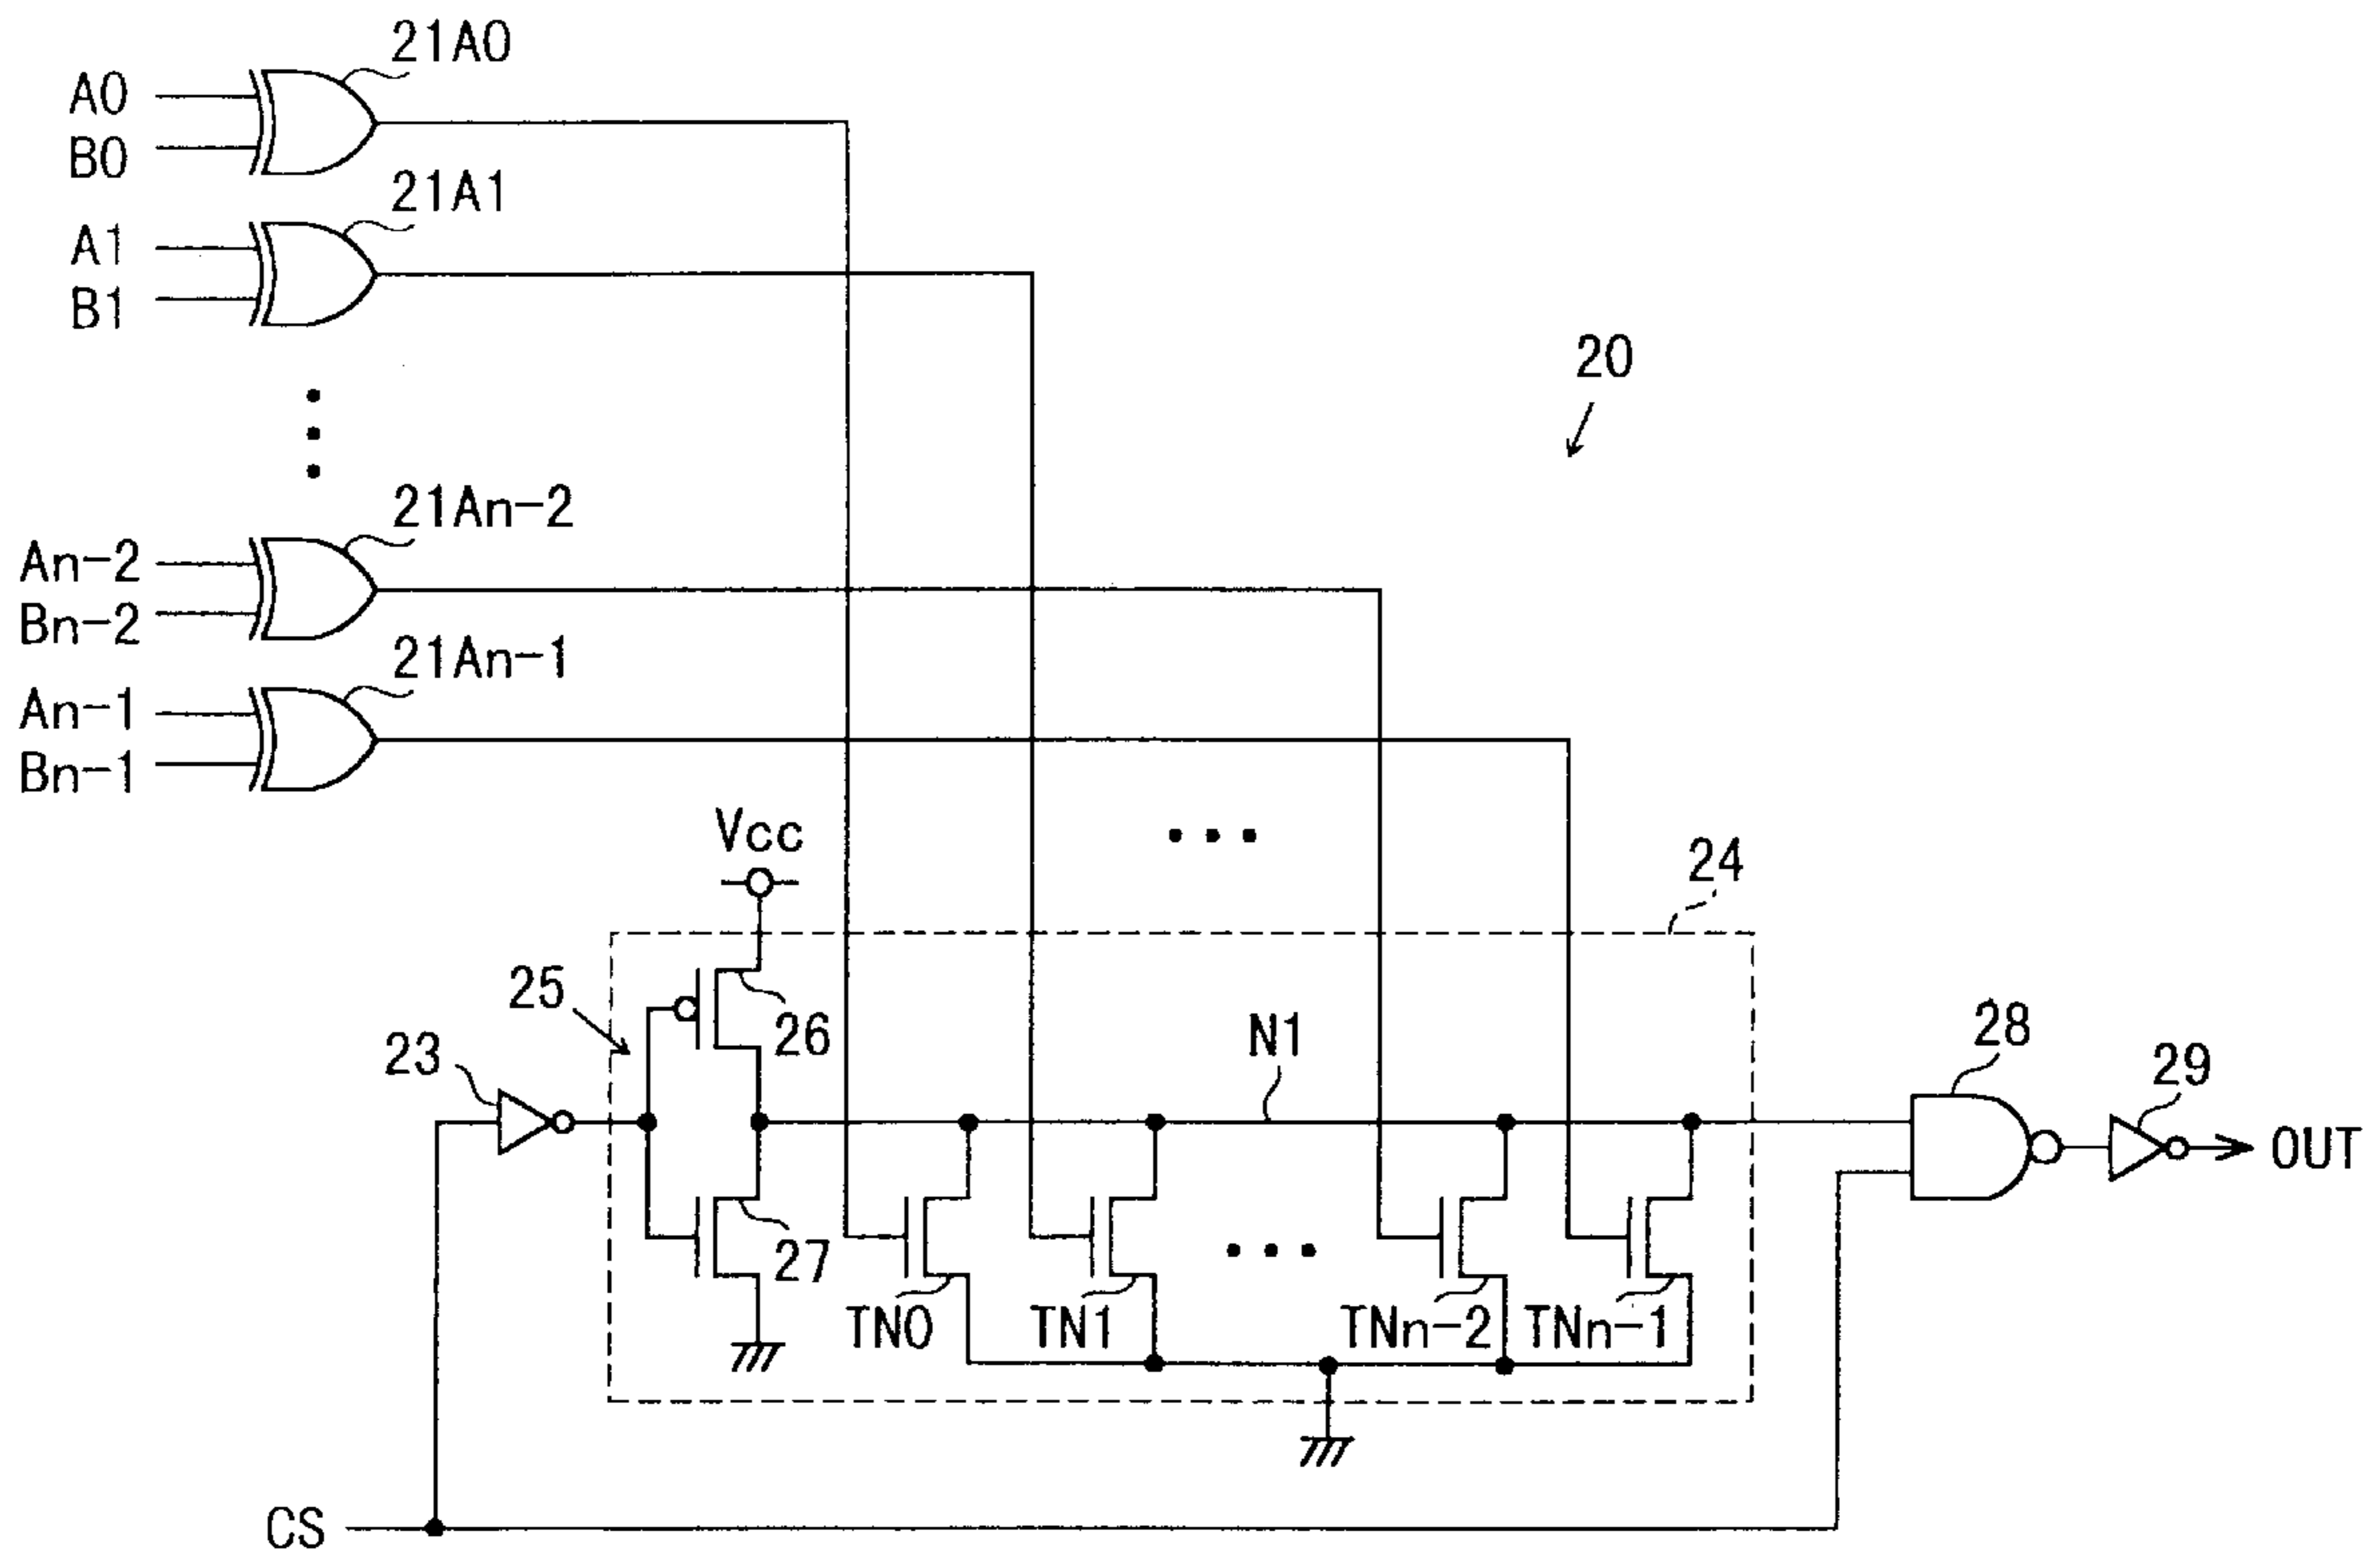 21A0
A0
B0
21A1
A1
B1
20
21An-2
An-2
Bn-2
21An-1
An-1
Bn-1
Vcc
24
25
26
N1
28
23
29
OUT
27
TN0
TN1
TNn-2
TNn-1
CS